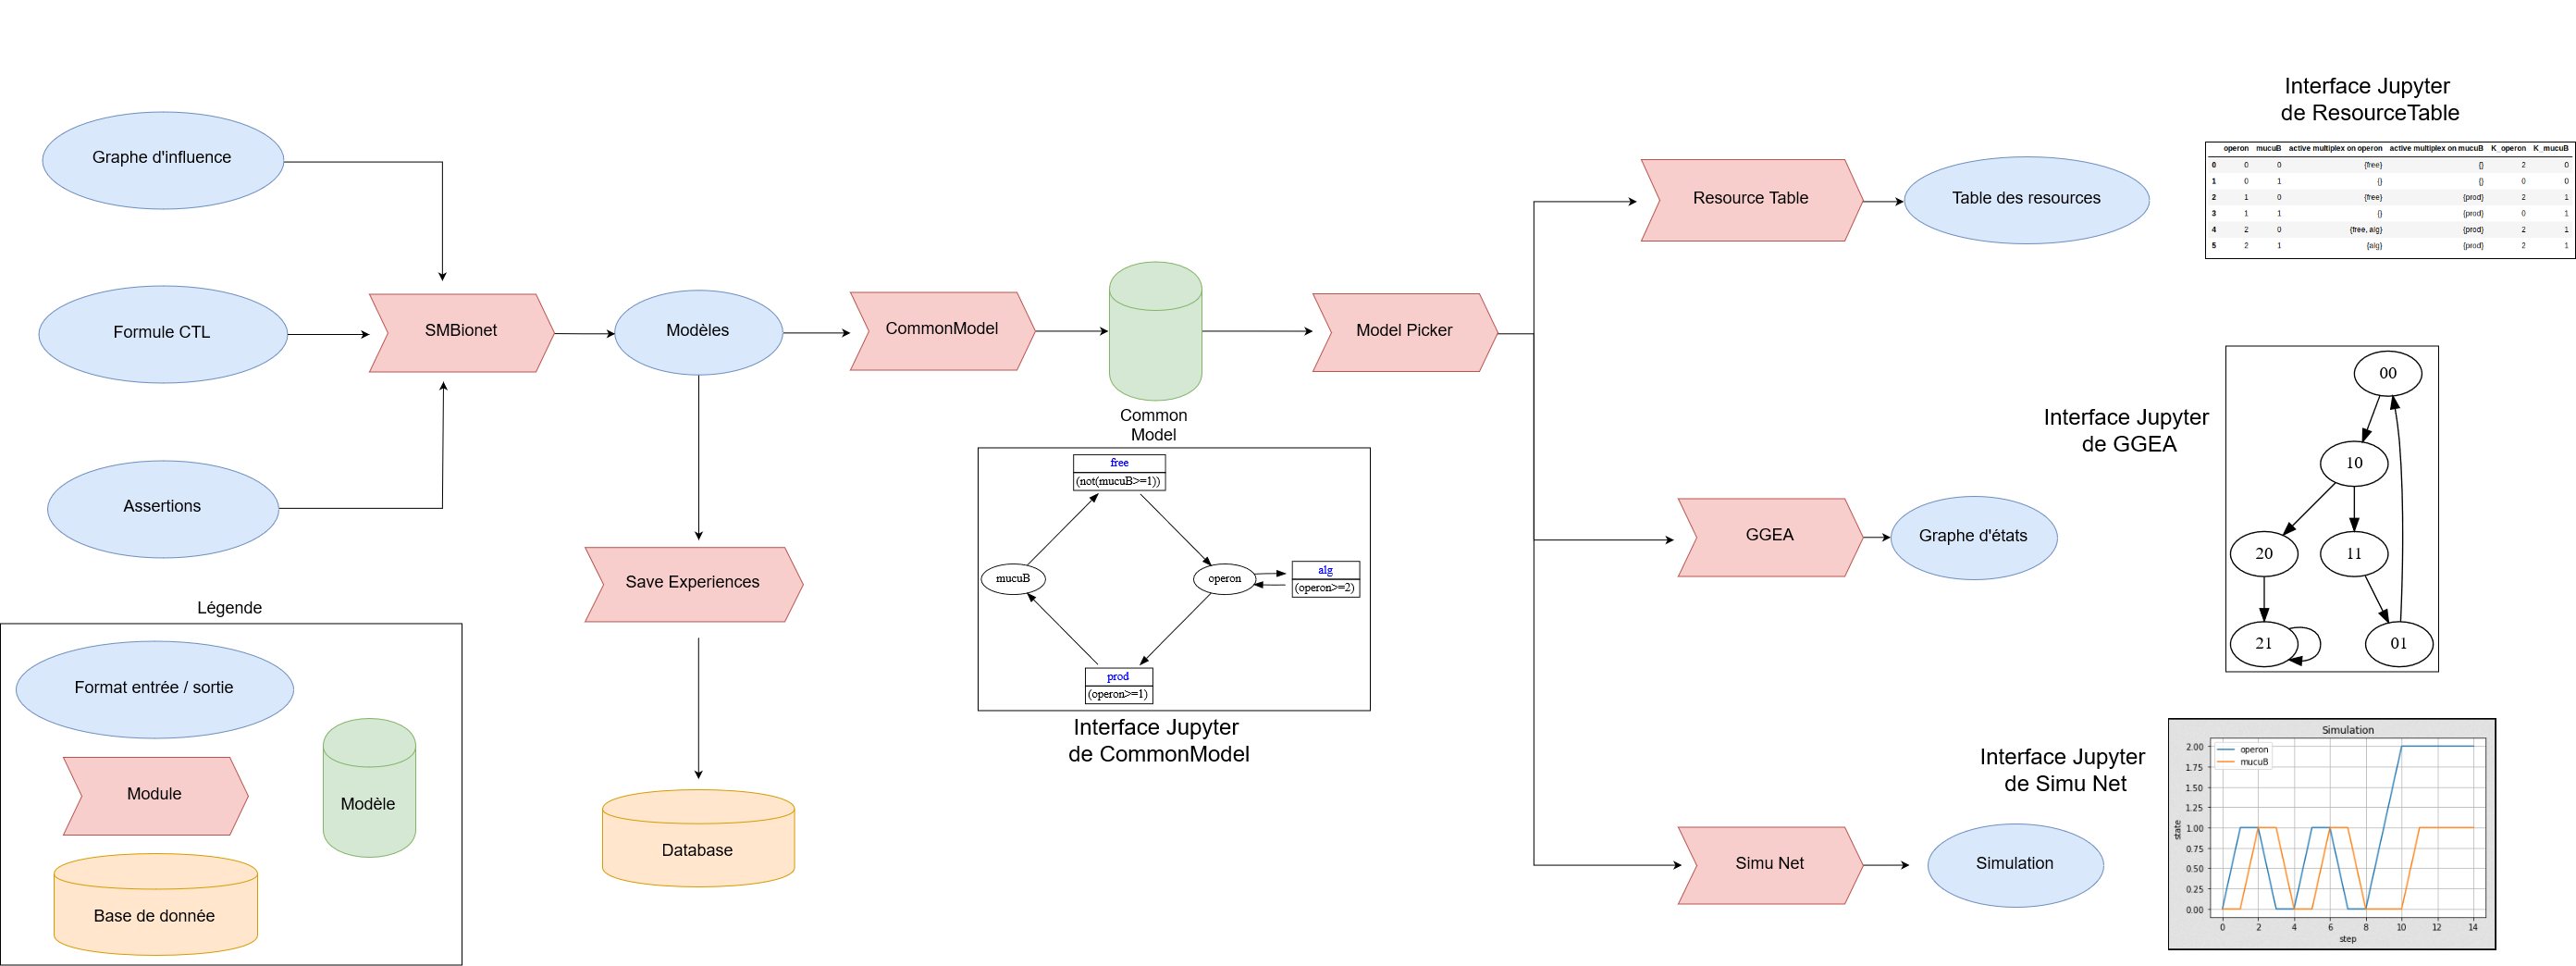 Graphe d'influence
Formule CTL
Assertions
SMBionet
Modèles
CommonModel
Common
Model
Model Picker
Save Experiences
Database
Légende
Format entrée / sortie
Module
Modèle
Base de donnée
free
(not(mucuB>=1))
mucuB
operon
alg
(operon>=2)
prod
(operon>=1)
Interface Jupyter
de CommonModel
Resource Table
Table des resources
Interface Jupyter
de ResourceTable
operon mucuB active multiplex on operon active multiplex on mucuB K_operon K_mucuB
0 0 0 {free} {} 2 0
1 0 1 {} {} 0 0
2 1 0 {free} {prod} 2 1
3 1 1 {} {prod} 0 1
4 2 0 {free, alg} {prod} 2 1
5 2 1 {alg} {prod} 2 1
GGEA
Graphe d'états
Interface Jupyter
de GGEA
00
10
20 11
21 01
Simu Net
Simulation
Interface Jupyter
de Simu Net
Simulation
operon
mucuB
2.00
1.75
1.50
1.25
1.00
0.75
0.50
0.25
0.00
state
0 2 4 6 8 10 12 14
step